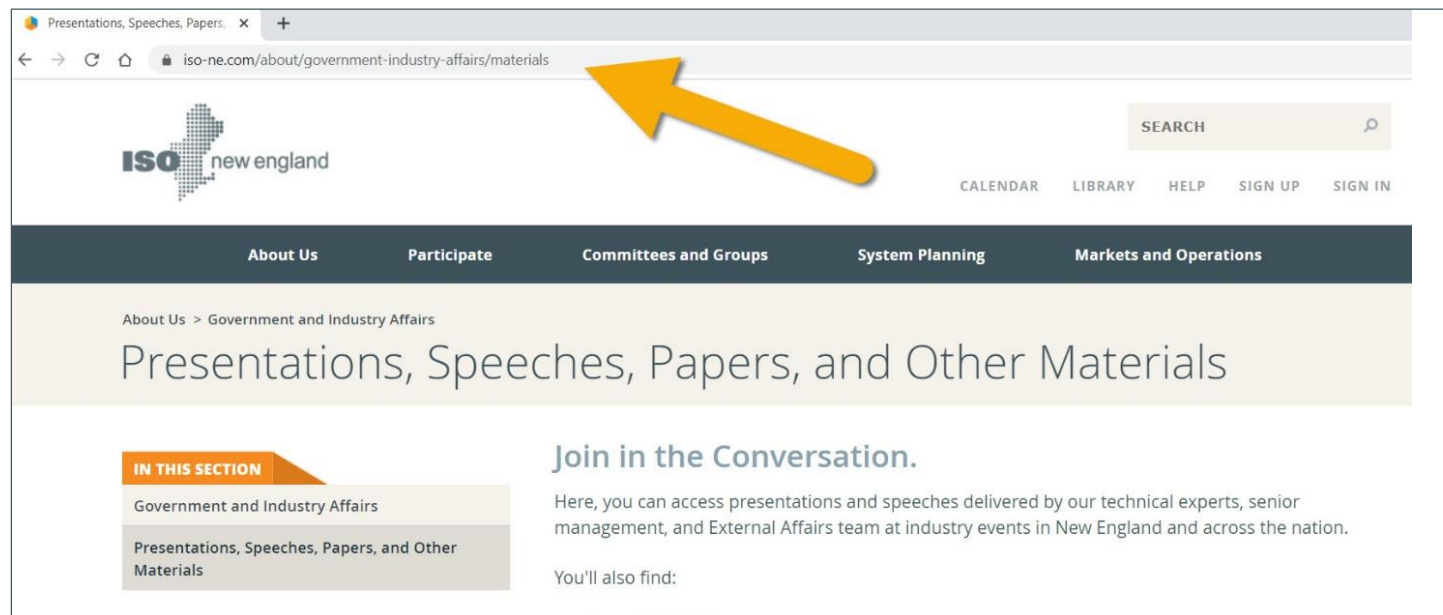 Presentations, Speeches, Papers,
iso-ne.com/about/government-industry-affairs/materials
ISO new england
SEARCH
CALENDAR LIBRARY HELP SIGN UP SIGN IN
About Us Participate Committees and Groups System Planning Markets and Operations
About Us > Government and Industry Affairs
Presentations, Speeches, Papers, and Other Materials
IN THIS SECTION
Government and Industry Affairs
Presentations, Speeches, Papers, and Other
Materials
Join in the Conversation.
Here, you can access presentations and speeches delivered by our technical experts, senior
management, and External Affairs team at industry events in New England and across the nation.
You'll also find: